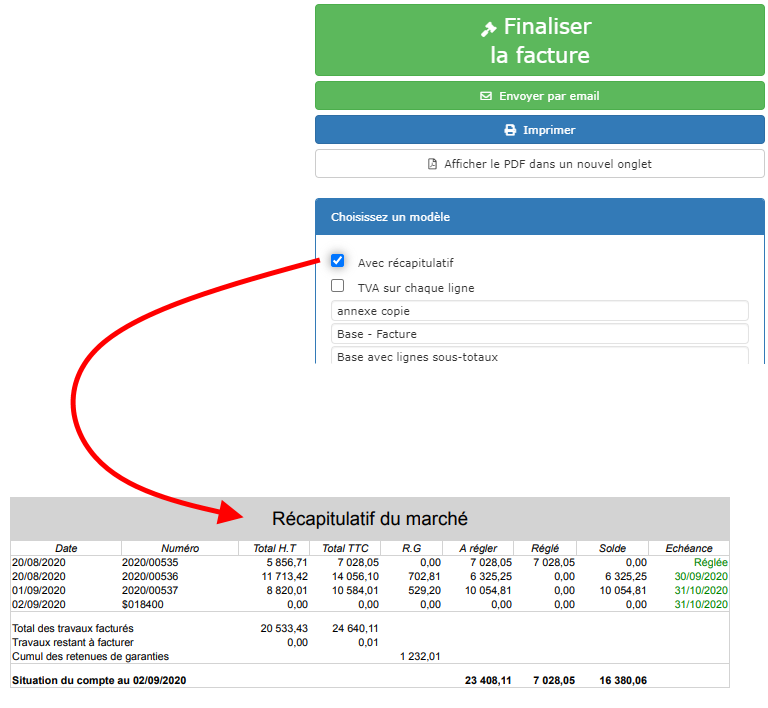 Finaliser
la facture
Envoyer par email
Imprimer
Afficher le PDF dans un nouvel onglet
Choisissez un modèle
Avec récapitulatif
TVA sur chaque ligne
annexe copie
Base - Facture
Base avec lignes sous-totaux
Récapitulatif du marché
Date Numéro Total H.T Total TTC R.G A régler Réglé Solde Echéance
20/08/2020 2020/00535 5 856,71 7 028,05 0,00 7 028,05 7 028,05 0,00 Réglée
20/08/2020 2020/00536 11 713,42 14 056,10 702,81 6 325,25 0,00 6 325,25 30/09/2020
01/09/2020 2020/00537 8 820,01 10 584,01 529,20 10 054,81 0,00 10 054,81 31/10/2020
02/09/2020 $018400 0,00 0,00 0,00 0,00 0,00 0,00 31/10/2020
Total des travaux facturés 20 533,43 24 640,11
Travaux restant à facturer 0,00 0,01
Cumul des retenues de garanties 1 232,01
Situation du compte au 02/09/2020 23 408,11 7 028,05 16 380,06